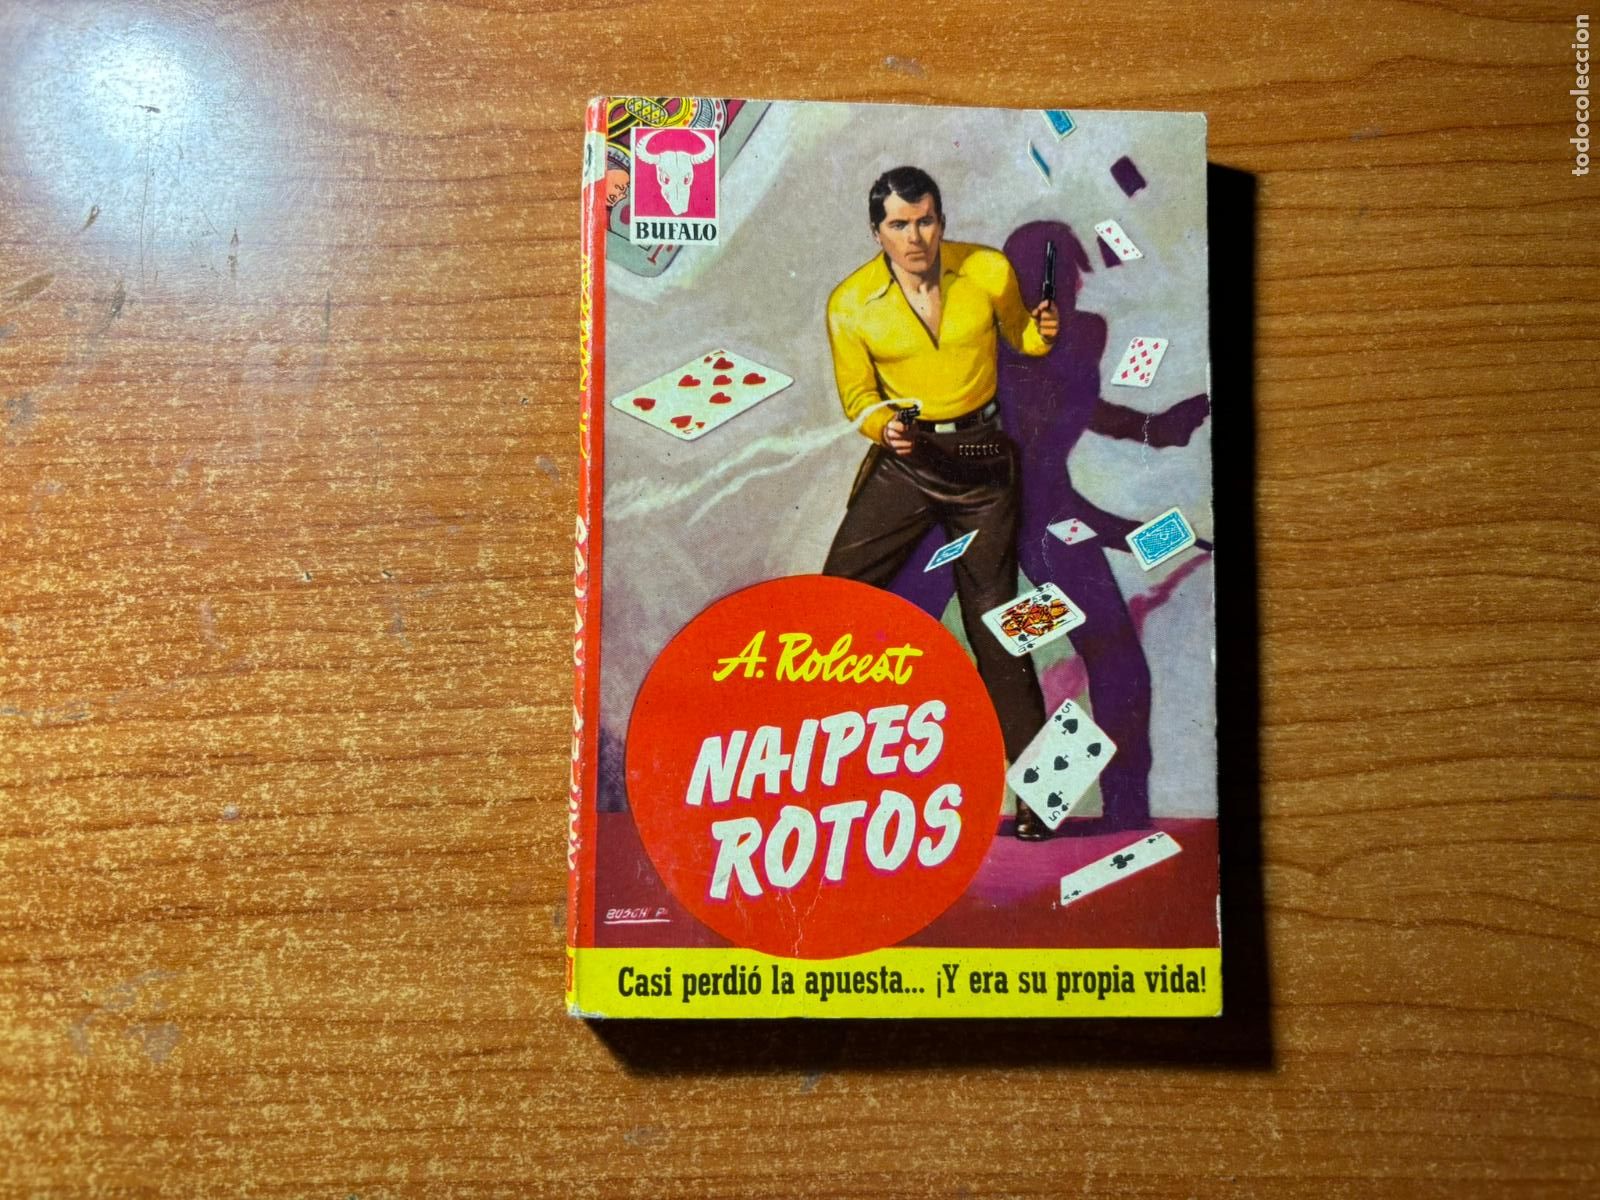 BUFALO
A. Rolcest
NAIPES
ROTOS
BUSCH P.
Casi perdió la apuesta... ¡Y era su propia vida!
todocoleccion